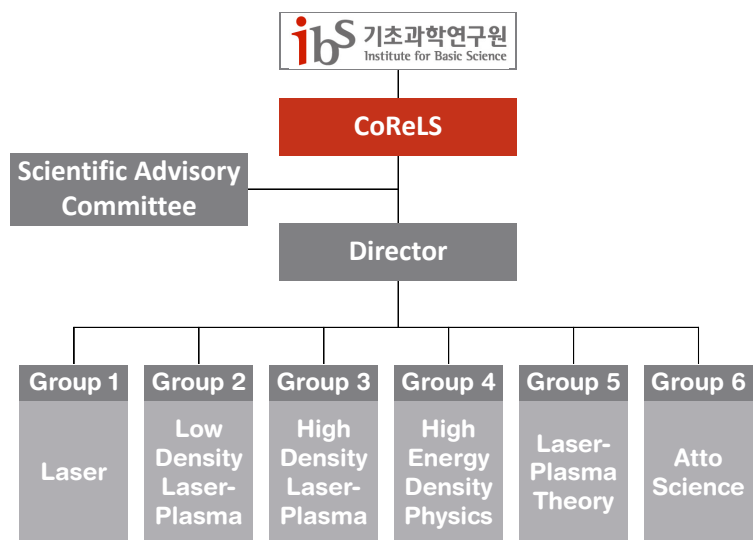 ibs 기초과학연구원
Institute for Basic Science
CoReLS
Scientific Advisory
Committee
Director
Group 1
Laser
Group 2
Low
Density
Laser-
Plasma
Group 3
High
Density
Laser-
Plasma
Group 4
High
Energy
Density
Physics
Group 5
Laser-
Plasma
Theory
Group 6
Atto
Science